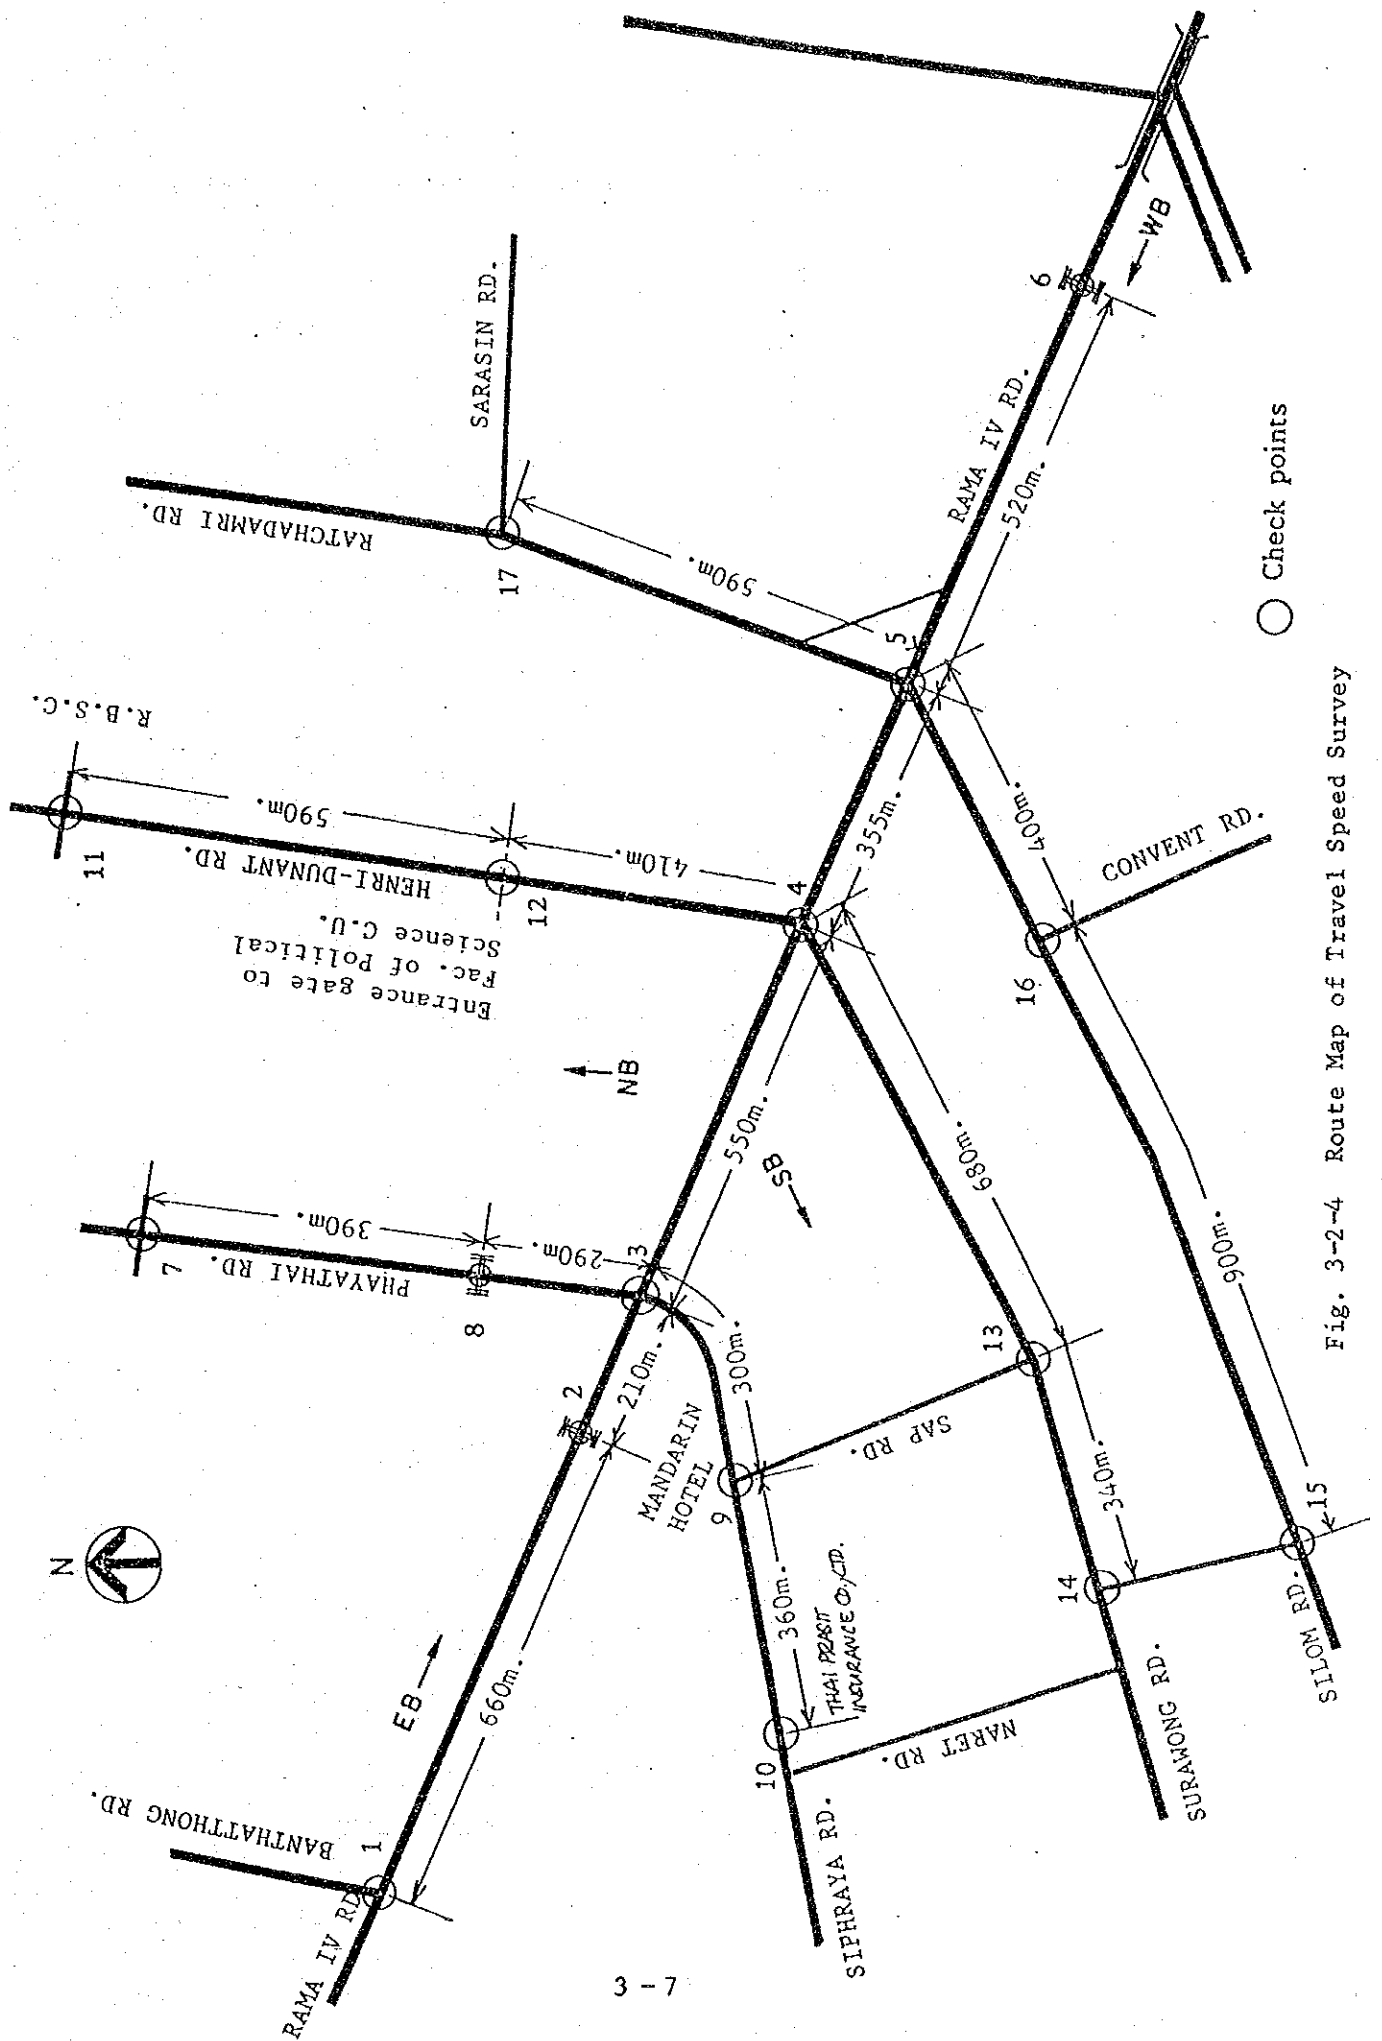 N
BANTHATTHONG RD.
RAMA IV RD
1
EB
660m.
2
210m.
MANDARIN
HOTEL
PHAYATHAI RD.
7
390m.
8
290m.
3
300m.
9
360m.
10
THAI PRASIT
INSURANCE CO,LTD.
SIPHRAYA RD.
NARET RD.
SAP RD.
550m.
SB
NB
R.B.S.C.
11
590m.
HENRI-DUNANT RD.
12
410m.
Entrance gate to
Fac. of Political
Science C.U.
4
355m.
680m.
13
340m.
14
SURAWONG RD.
RATCHADAMRI RD.
SARASIN RD.
17
590m.
5
400m.
CONVENT RD.
16
900m.
15
SILOM RD.
RAMA IV RD.
520m.
6
WB
Check points
Fig. 3-2-4 Route Map of Travel Speed Survey
3 - 7